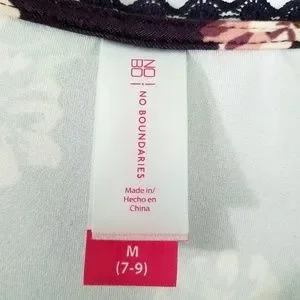 NO
BO
NO BOUNDARIES
Made in/
Hecho en
China
M
(7-9)